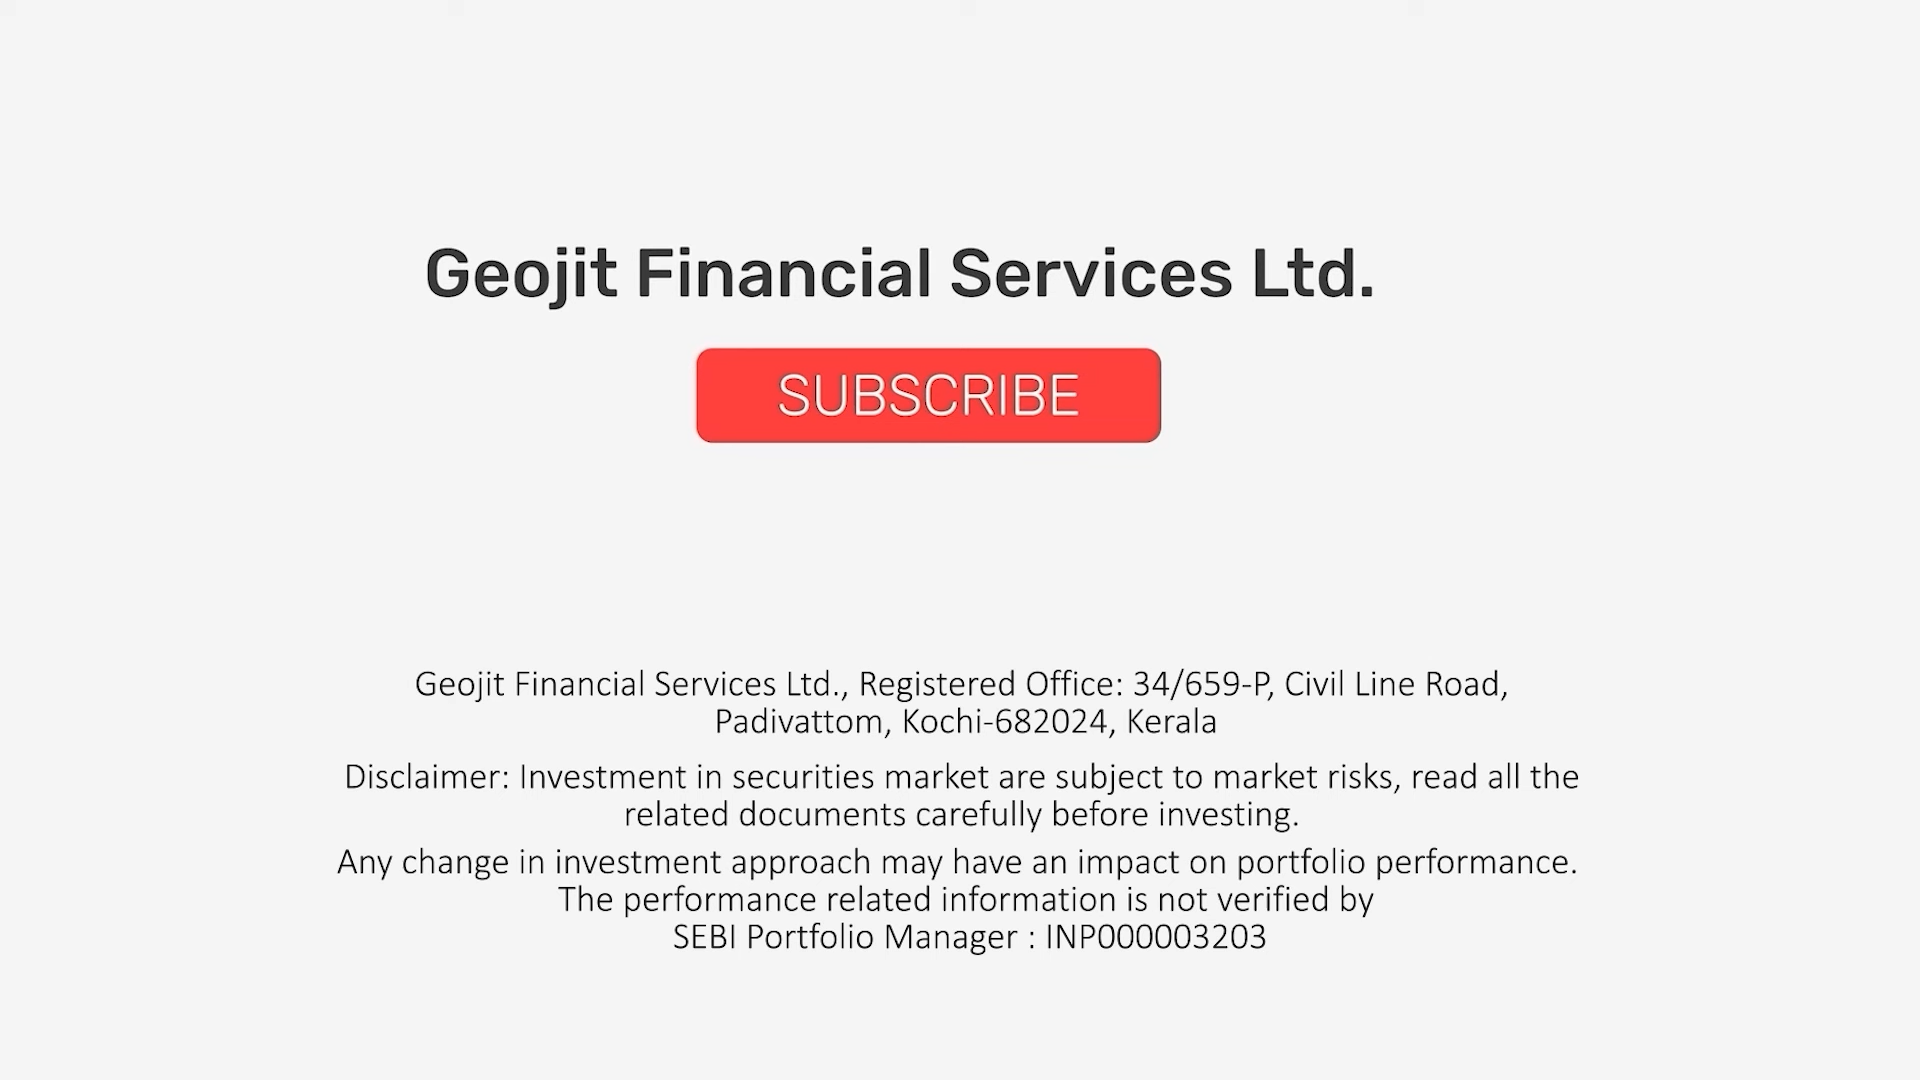 Geojit Financial Services Ltd.
SUBSCRIBE
Geojit Financial Services Ltd., Registered Office: 34/659-P, Civil Line Road,
Padivattom, Kochi-682024, Kerala
Disclaimer: Investment in securities market are subject to market risks, read all the
related documents carefully before investing.
Any change in investment approach may have an impact on portfolio performance.
The performance related information is not verified by
SEBI Portfolio Manager : INP000003203